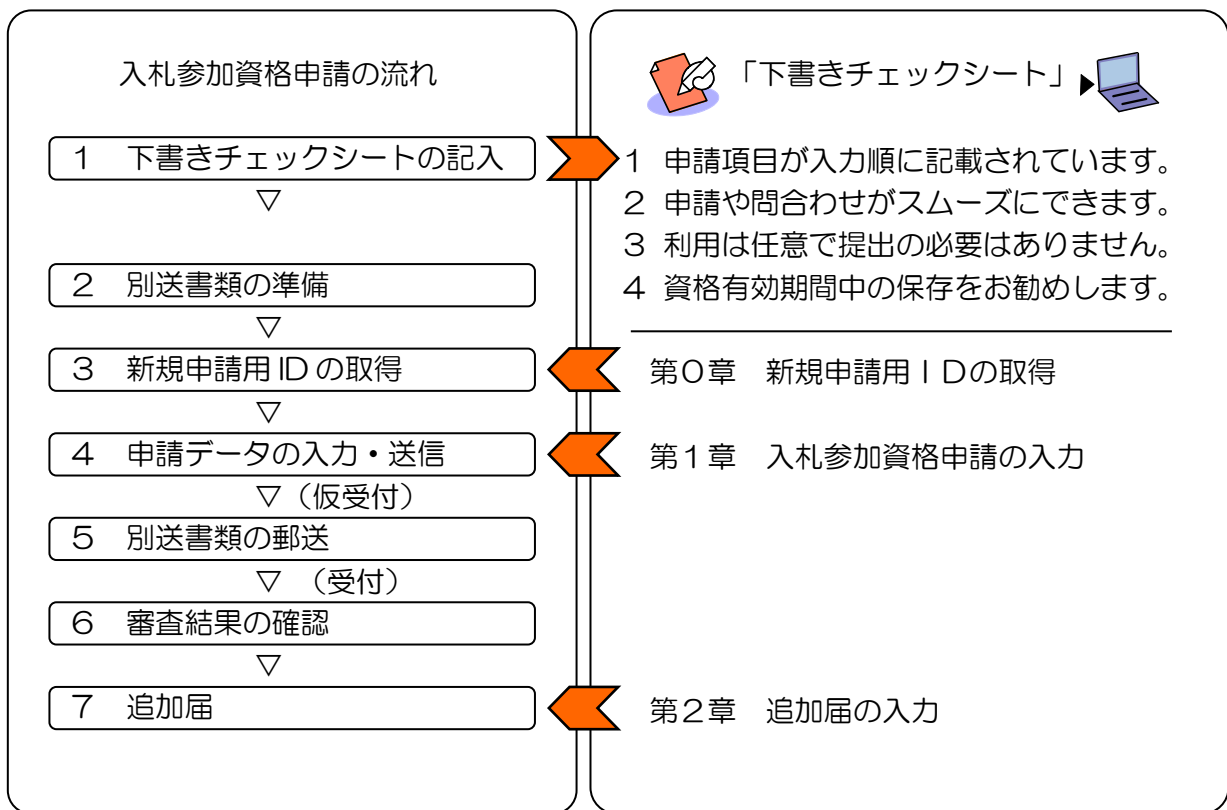 入札参加資格申請の流れ
1 下書きチェックシートの記入
▽
2 別送書類の準備
▽
3 新規申請用 ID の取得
▽
4 申請データの入力・送信
▽（仮受付）
5 別送書類の郵送
▽ （受付）
6 審査結果の確認
▽
7 追加届
「下書きチェックシート」
1 申請項目が入力順に記載されています。
2 申請や問合わせがスムーズにできます。
3 利用は任意で提出の必要はありません。
4 資格有効期間中の保存をお勧めします。
第０章 新規申請用ＩＤの取得
第１章 入札参加資格申請の入力
第２章 追加届の入力